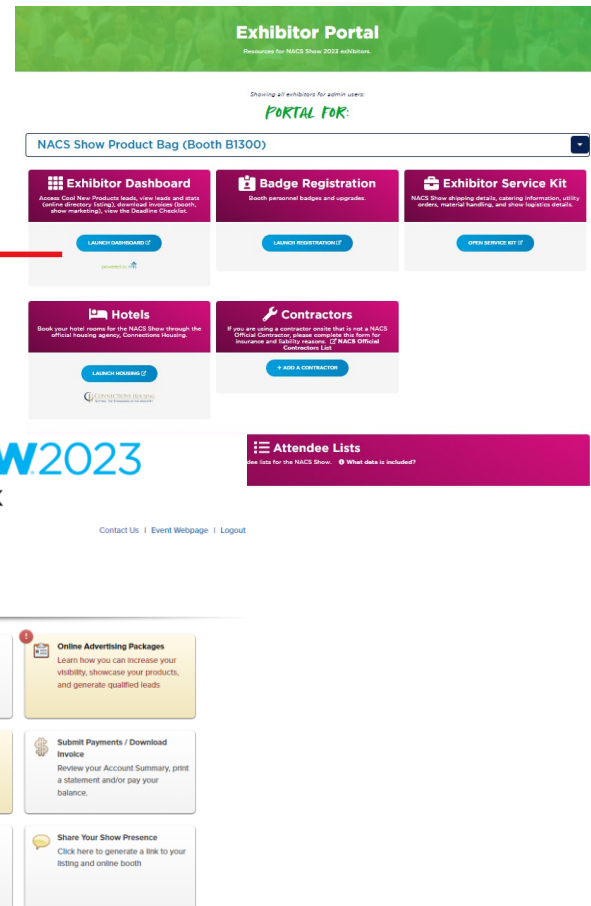 Exhibitor Portal
Resources for NACS Show 2023 exhibitors.
Showing all exhibitors for admin users:
PORTAL FOR:
NACS Show Product Bag (Booth B1300)
Exhibitor Dashboard
Access Cool New Products leads, view leads and stats
(online directory listing), download invoices (booth,
show marketing), view the Deadline Checklist.
LAUNCH DASHBOARD
powered by
Badge Registration
Booth personnel badges and upgrades.
LAUNCH REGISTRATION
Exhibitor Service Kit
NACS Show shipping details, catering information, utility
orders, material handling, and show logistics details.
OPEN SERVICE KIT
Hotels
Book your hotel rooms for the NACS Show through the
official housing agency, Connections Housing.
LAUNCH HOUSING
CONNECTIONS HOUSING
Contractors
If you are using a contractor onsite that is not a NACS
Official Contractor, please complete this form for
insurance and liability reasons. NACS Official
Contractors List
+ ADD A CONTRACTOR
W.2023
Attendee Lists
dee lists for the NACS Show. What data is included?
Contact Us | Event Webpage | Logout
Online Advertising Packages
Learn how you can increase your
visibility, showcase your products,
and generate qualified leads
Submit Payments / Download
Invoice
Review your Account Summary, print
a statement and/or pay your
balance.
Share Your Show Presence
Click here to generate a link to your
listing and online booth